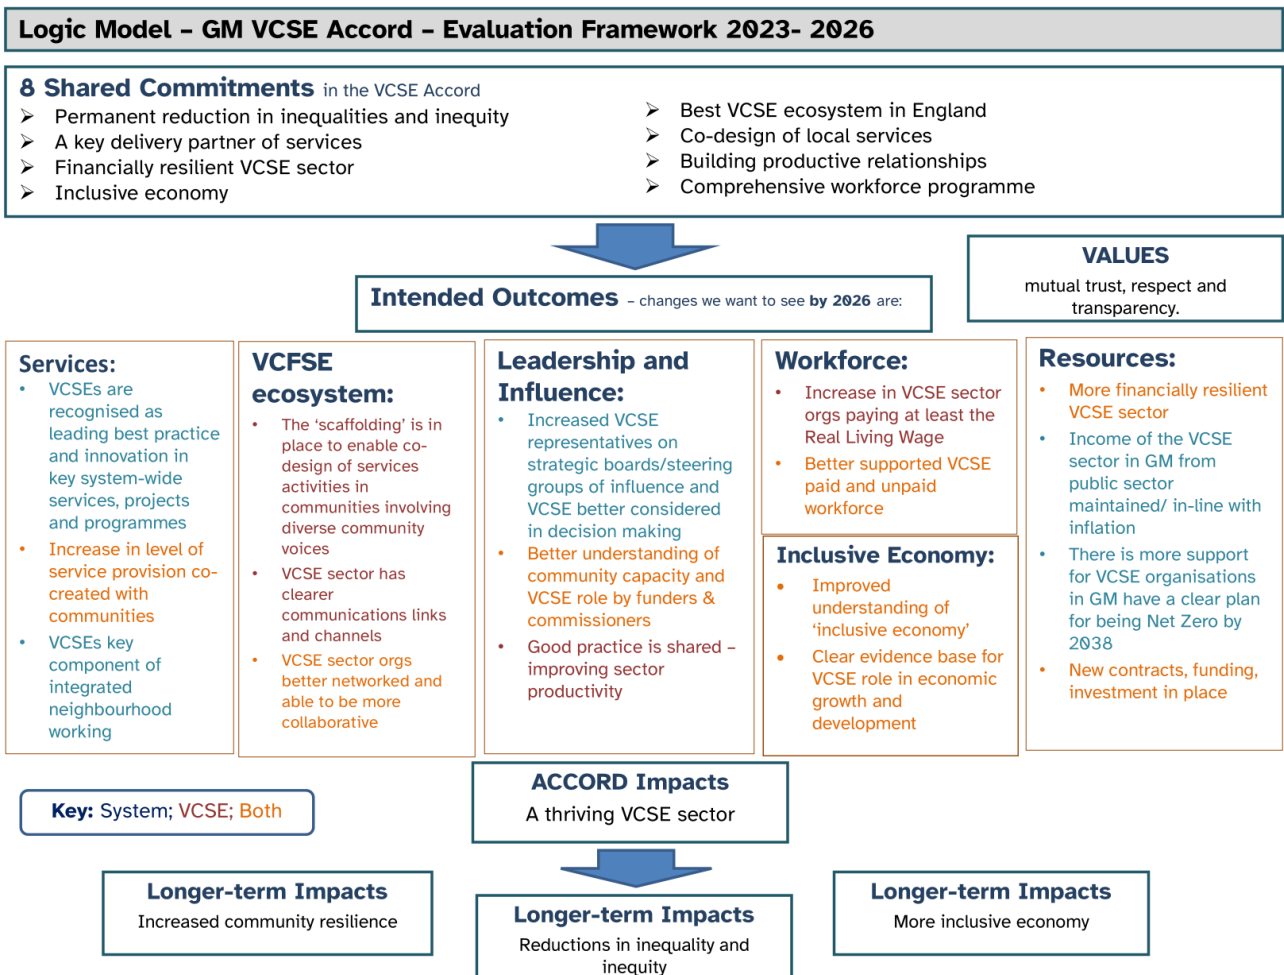 Logic Model – GM VCSE Accord – Evaluation Framework 2023- 2026
8 Shared Commitments in the VCSE Accord
➢ Permanent reduction in inequalities and inequity
➢ A key delivery partner of services
➢ Financially resilient VCSE sector
➢ Inclusive economy
➢ Best VCSE ecosystem in England
➢ Co-design of local services
➢ Building productive relationships
➢ Comprehensive workforce programme
VALUES
mutual trust, respect and
transparency.
Intended Outcomes – changes we want to see by 2026 are:
Services:
• VCSEs are
recognised as
leading best practice
and innovation in
key system-wide
services, projects
and programmes
• Increase in level of
service provision co-
created with
communities
• VCSEs key
component of
integrated
neighbourhood
working
VCFSE
ecosystem:
• The ‘scaffolding’ is in
place to enable co-
design of services
activities in
communities involving
diverse community
voices
• VCSE sector has
clearer
communications links
and channels
• VCSE sector orgs
better networked and
able to be more
collaborative
Leadership and
Influence:
• Increased VCSE
representatives on
strategic boards/steering
groups of influence and
VCSE better considered
in decision making
• Better understanding of
community capacity and
VCSE role by funders &
commissioners
• Good practice is shared –
improving sector
productivity
Workforce:
• Increase in VCSE sector
orgs paying at least the
Real Living Wage
• Better supported VCSE
paid and unpaid
workforce
Inclusive Economy:
• Improved
understanding of
‘inclusive economy’
• Clear evidence base for
VCSE role in economic
growth and
development
Resources:
• More financially resilient
VCSE sector
• Income of the VCSE
sector in GM from
public sector
maintained/ in-line with
inflation
• There is more support
for VCSE organisations
in GM have a clear plan
for being Net Zero by
2038
• New contracts, funding,
investment in place
Key: System; VCSE; Both
ACCORD Impacts
A thriving VCSE sector
Longer-term Impacts
Increased community resilience
Longer-term Impacts
Reductions in inequality and
inequity
Longer-term Impacts
More inclusive economy